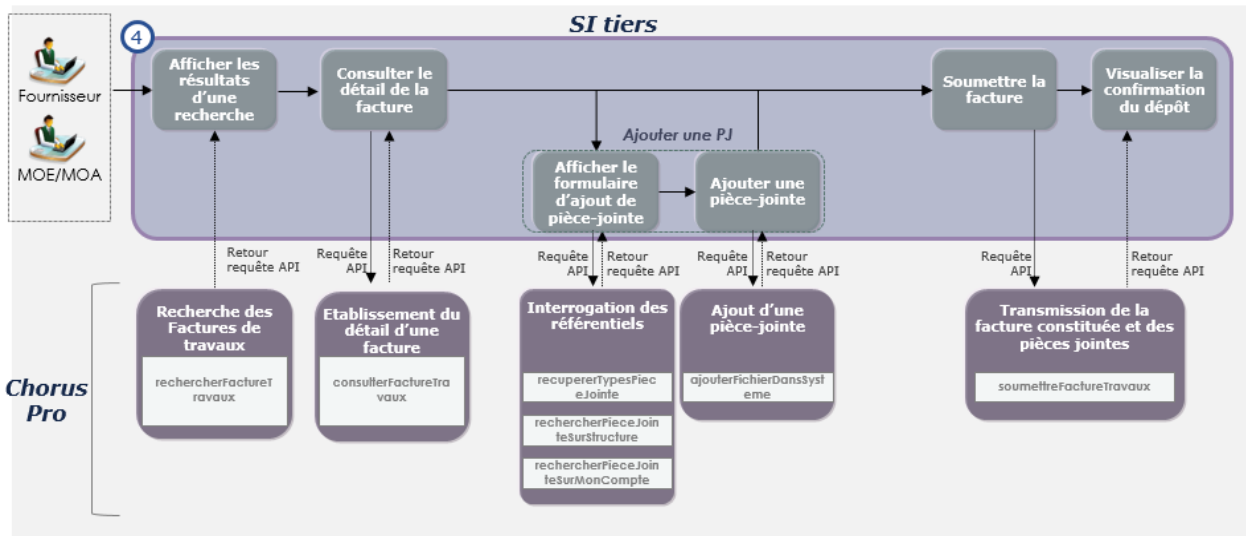 SI tiers
4
Fournisseur
MOE/MOA
Afficher les
résultats
d'une
recherche
Consulter le
détail de la
facture
Soumettre la
facture
Visualiser la
confirmation
du dépôt
Ajouter une PJ
Afficher le
formulaire
d'ajout de
pièce-jointe
Ajouter une
pièce-jointe
Retour
requête API
Requête
API
Retour
requête API
Requête
API
Retour
requête API
Requête
API
Retour
requête API
Requête
API
Retour
requête API
Chorus
Pro
Recherche des
Factures de
travaux
rechercherFactureT
ravaux
Etablissement du
détail d'une
facture
consulterFactureTra
vaux
Interrogation des
référentiels
recupererTypesPiec
eJointe
rechercherPieceJoin
teSurStructure
rechercherPieceJoin
teSurMonCompte
Ajout d'une
pièce-jointe
ajouterFichierDansSyst
eme
Transmission de la
facture constituée et des
pièces jointes
soumettreFactureTravaux